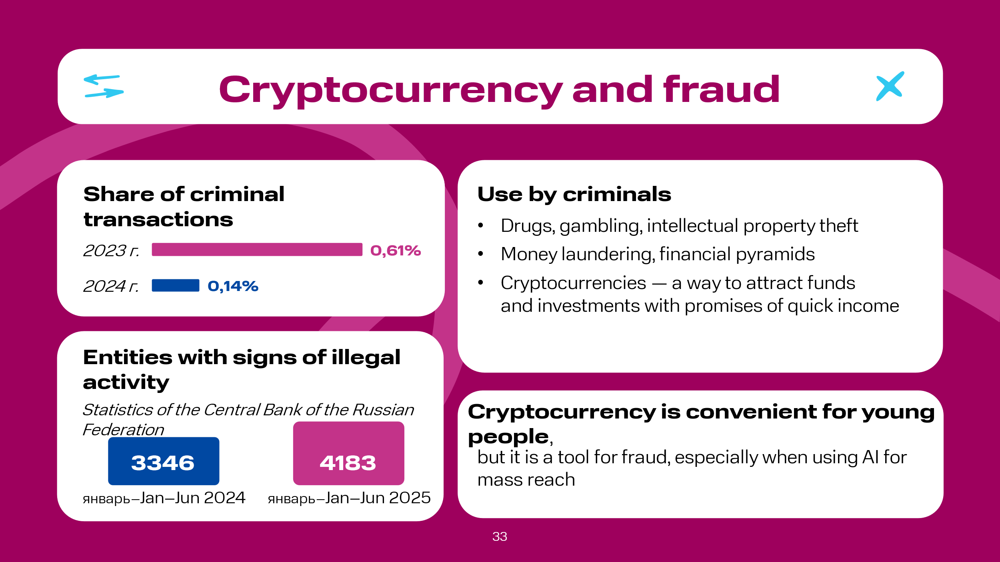 Cryptocurrency and fraud
Share of criminal
transactions
2023 г.
0,61%
2024 г.
0,14%
Entities with signs of illegal
activity
Statistics of the Central Bank of the Russian
Federation
3346
4183
январь–Jan–Jun 2024
январь–Jan–Jun 2025
Use by criminals
• Drugs, gambling, intellectual property theft
• Money laundering, financial pyramids
• Cryptocurrencies — a way to attract funds
and investments with promises of quick income
Cryptocurrency is convenient for young
people,
but it is a tool for fraud, especially when using AI for
mass reach
33